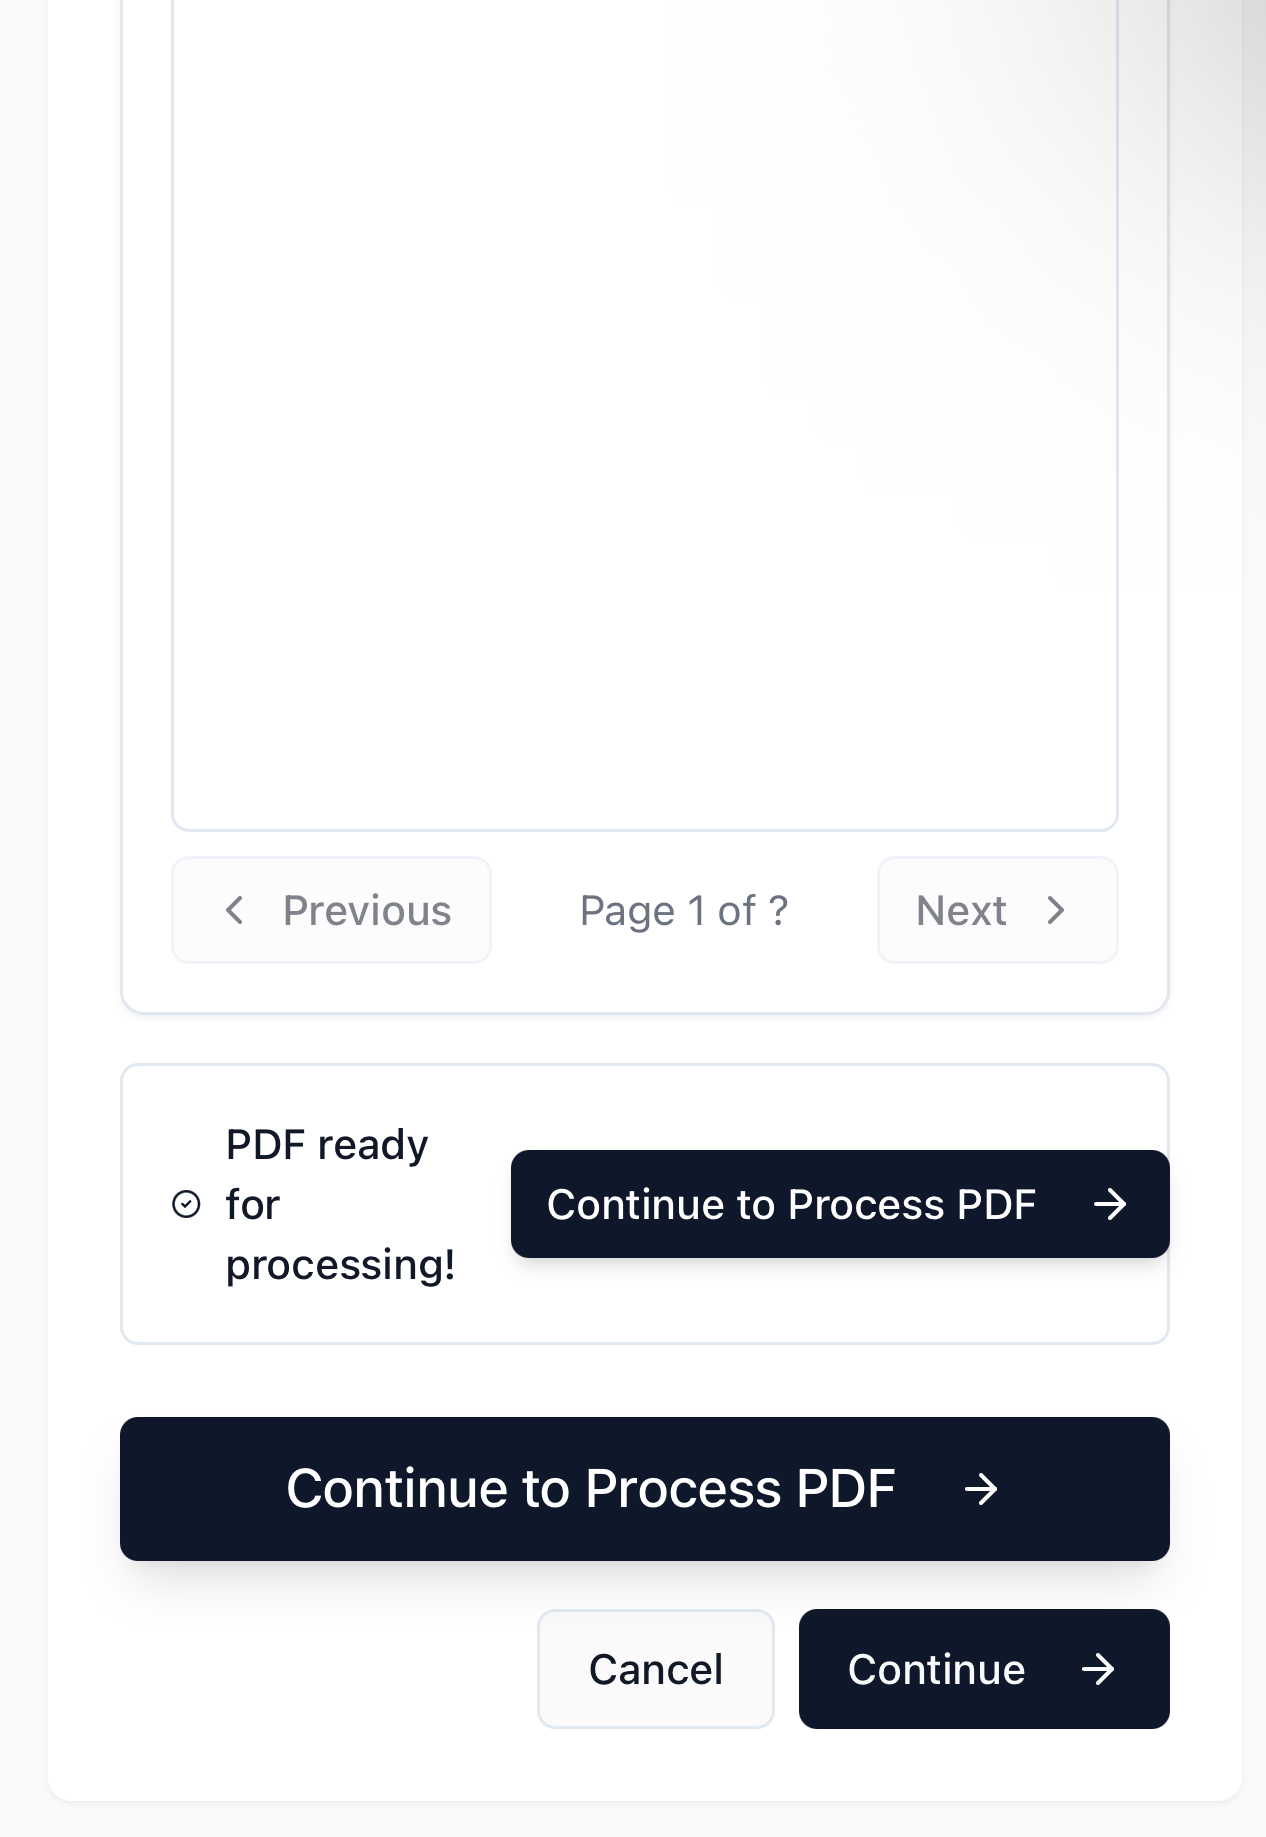 Previous
Page 1 of ?
Next
PDF ready
for
processing!
Continue to Process PDF
Continue to Process PDF
Cancel
Continue